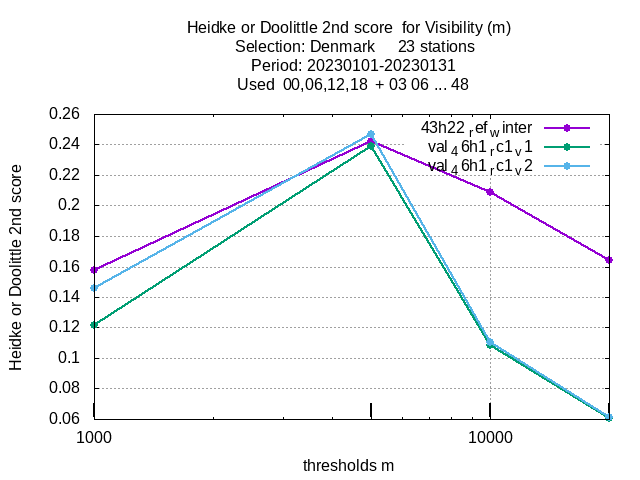 Heidke or Doolittle 2nd score  for Visibility (m)
Selection: Denmark     23 stations
Period: 20230101-20230131
Used  00,06,12,18  + 03 06 ... 48
0.26
0.24
0.22
0.2
0.18
0.16
0.14
0.12
0.1
0.08
0.06
Heidke or Doolittle 2nd score
43h22_ref_winter
val_46h1_rc1_v1
val_46h1_rc1_v2
1000
10000
thresholds m